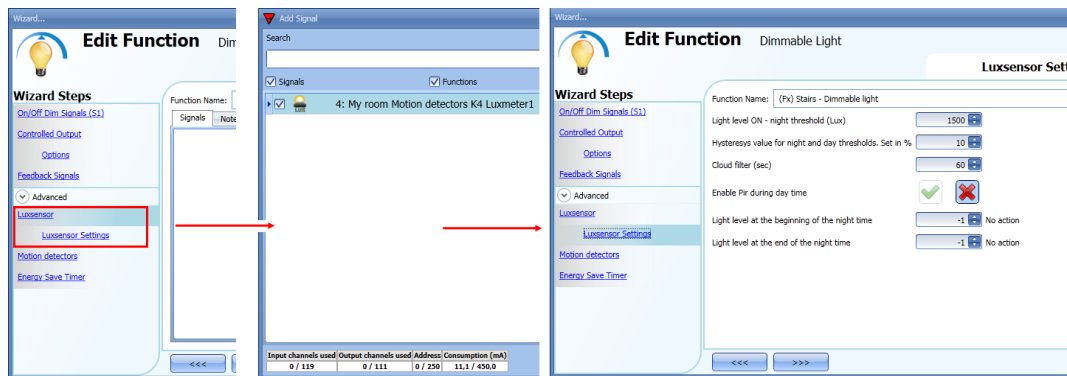 Wizard...
Edit Function Dim
Wizard Steps
On/Off Dim Signals (S1)
Controlled Output
Options
Feedback Signals
Advanced
Luxsensor
Luxsensor Settings
Motion detectors
Energy Save Timer
Function Name:
Signals Note
<<<
Add Signal
Search
Signals Functions
4: My room Motion detectors K4 Luxmeter1
Input channels used Output channels used Address Consumption (mA)
0 / 119 0 / 111 0 / 250 11,1 / 450,0
Wizard...
Edit Function Dimmable Light
Luxsensor Sett
Wizard Steps
On/Off Dim Signals (S1)
Controlled Output
Options
Feedback Signals
Advanced
Luxsensor
Luxsensor Settings
Motion detectors
Energy Save Timer
Function Name: (Fx) Stairs - Dimmable light
Light level ON - night threshold (Lux) 1500
Hysteresys value for night and day thresholds. Set in % 10
Cloud filter (sec) 60
Enable Pir during day time
Light level at the beginning of the night time -1 No action
Light level at the end of the night time -1 No action
<<< >>>